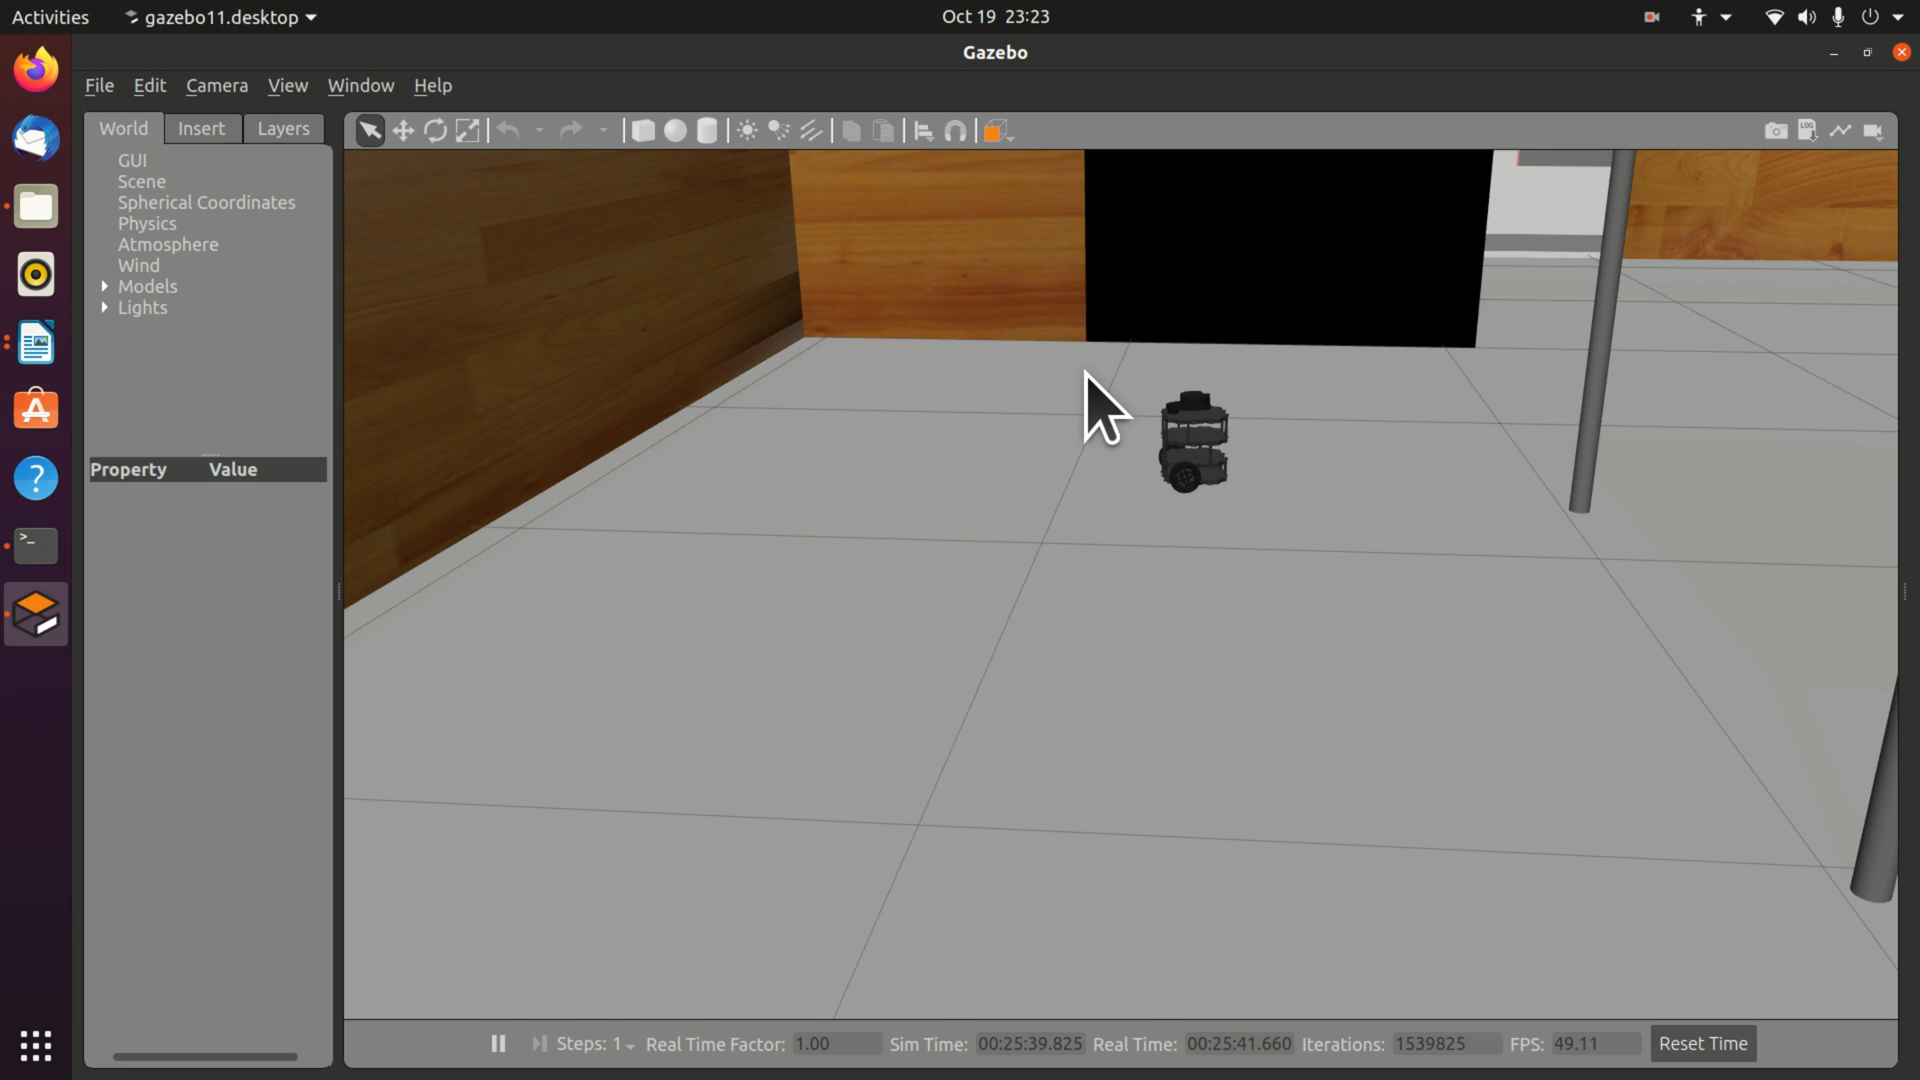 Activities
gazebo11.desktop
Oct 19 23:23
Gazebo
File Edit Camera View Window Help
World Insert Layers
LOG
GUI
Scene
Spherical Coordinates
Physics
Atmosphere
Wind
Models
Lights
Property Value
Steps: 1 Real Time Factor: 1.00 Sim Time: 00:25:39.825 Real Time: 00:25:41.660 Iterations: 1539825 FPS: 49.11 Reset Time